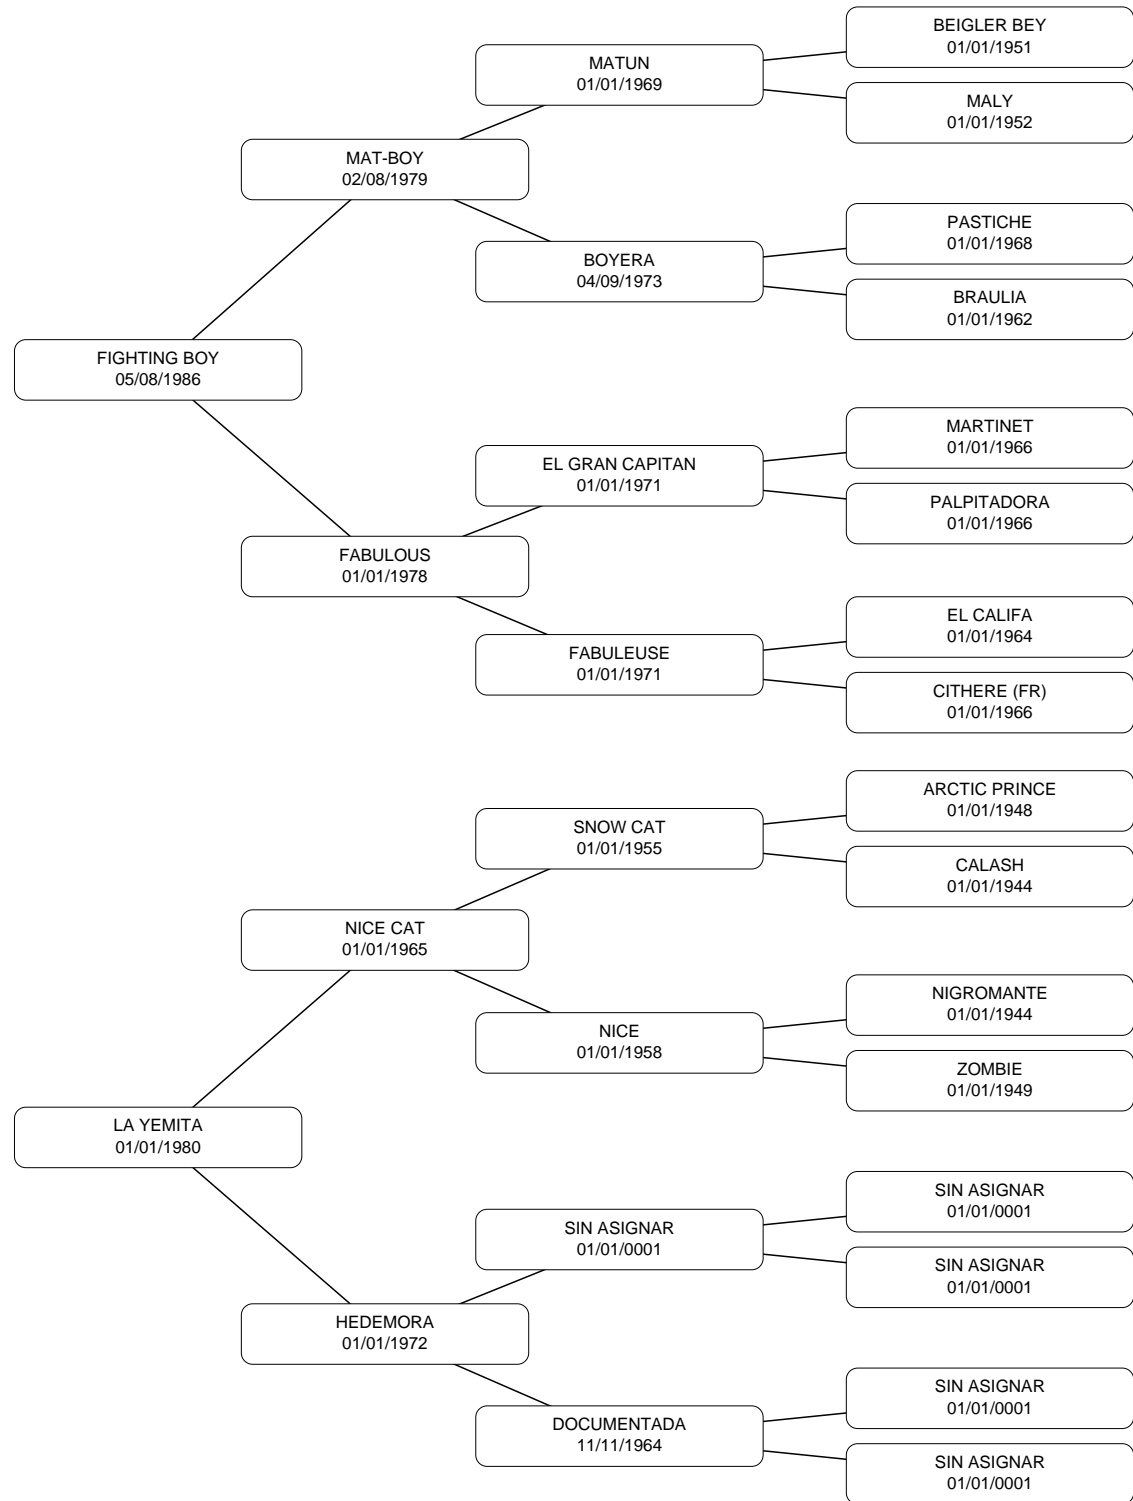 BEIGLER BEY
01/01/1951
MATUN
01/01/1969
MALY
01/01/1952
MAT-BOY
02/08/1979
PASTICHE
01/01/1968
BOYERA
04/09/1973
BRAULIA
01/01/1962
FIGHTING BOY
05/08/1986
MARTINET
01/01/1966
EL GRAN CAPITAN
01/01/1971
PALPITADORA
01/01/1966
FABULOUS
01/01/1978
EL CALIFA
01/01/1964
FABULEUSE
01/01/1971
CITHERE (FR)
01/01/1966
ARCTIC PRINCE
01/01/1948
SNOW CAT
01/01/1955
CALASH
01/01/1944
NICE CAT
01/01/1965
NIGROMANTE
01/01/1944
NICE
01/01/1958
ZOMBIE
01/01/1949
LA YEMITA
01/01/1980
SIN ASIGNAR
01/01/0001
SIN ASIGNAR
01/01/0001
SIN ASIGNAR
01/01/0001
HEDEMORA
01/01/1972
SIN ASIGNAR
01/01/0001
DOCUMENTADA
11/11/1964
SIN ASIGNAR
01/01/0001